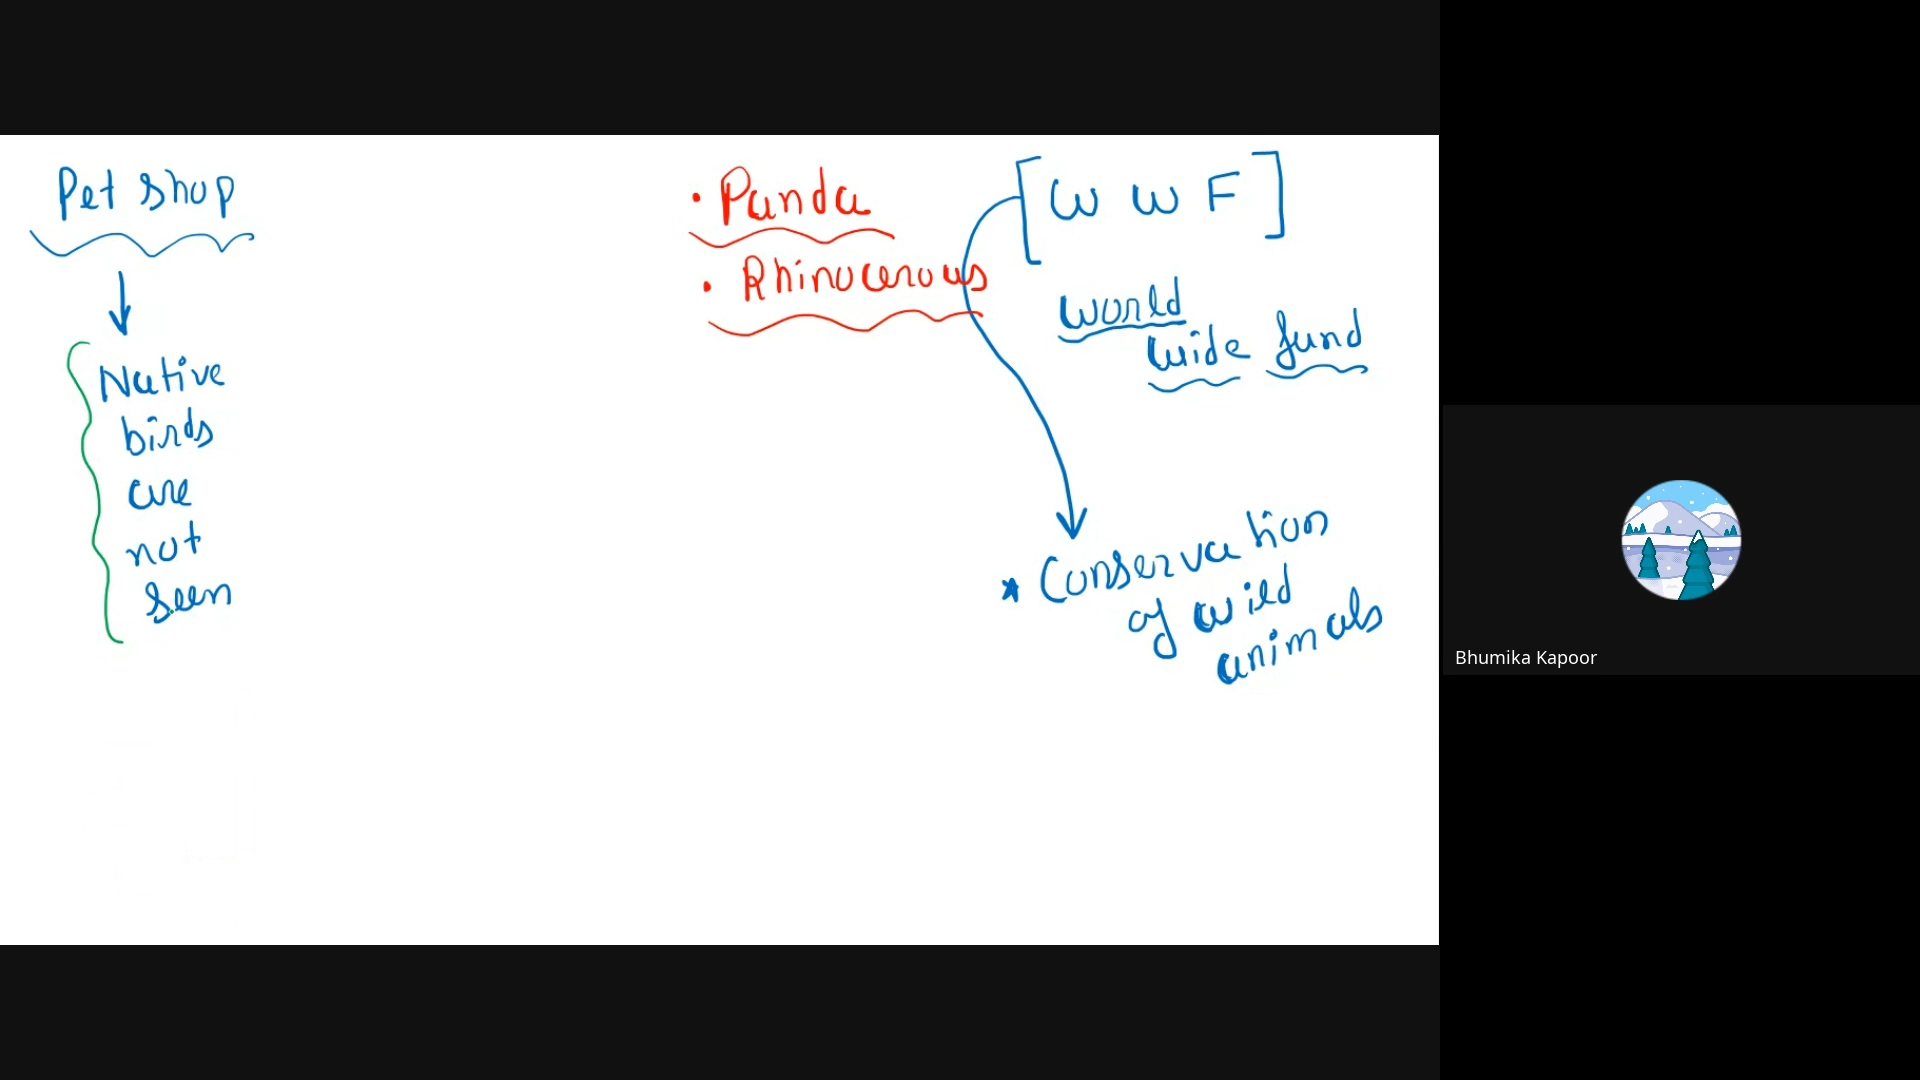 Pet shop
Native
birds
are
not
seen
• Panda
• Rhinocerous
[W W F]
World
wide fund
* Conservation
of wild
animals
Bhumika Kapoor